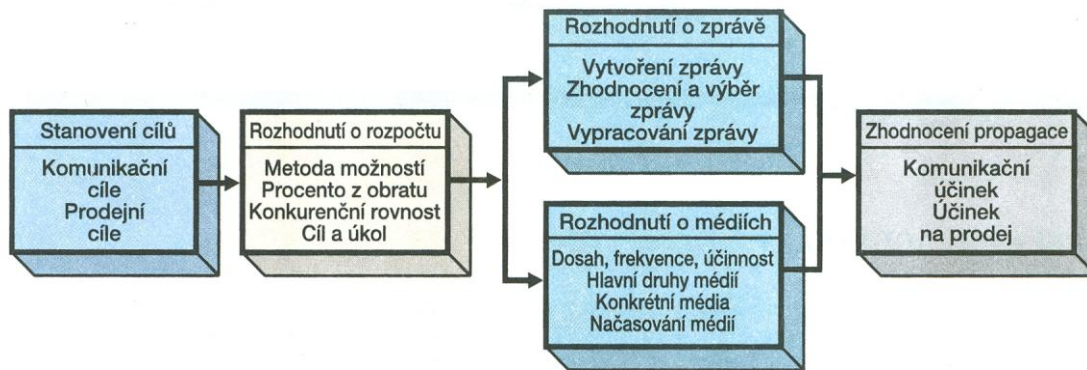 Stanovení cílů
Komunikační
cíle
Prodejní
cíle
Rozhodnutí o rozpočtu
Metoda možností
Procento z obratu
Konkurenční rovnost
Cíl a úkol
Rozhodnutí o zprávě
Vytvoření zprávy
Zhodnocení a výběr
zprávy
Vypracování zprávy
Rozhodnutí o médiích
Dosah, frekvence, účinnost
Hlavní druhy médií
Konkrétní média
Načasování médií
Zhodnocení propagace
Komunikační
účinek
Účinek
na prodej